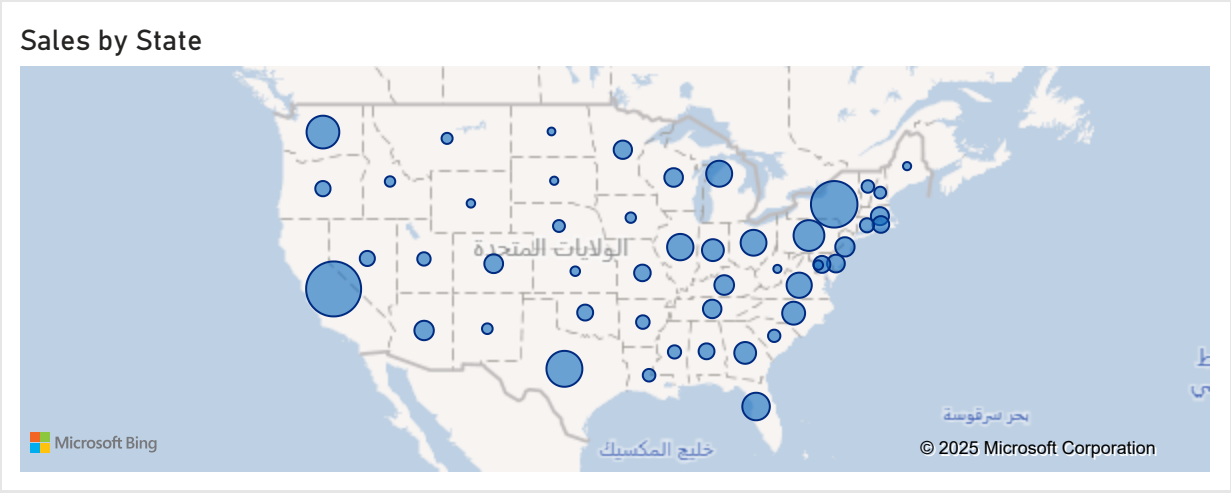 Sales by State
الولايات المتحدة
بحر سرقوسة
خليج المكسيك
Microsoft Bing
© 2025 Microsoft Corporation